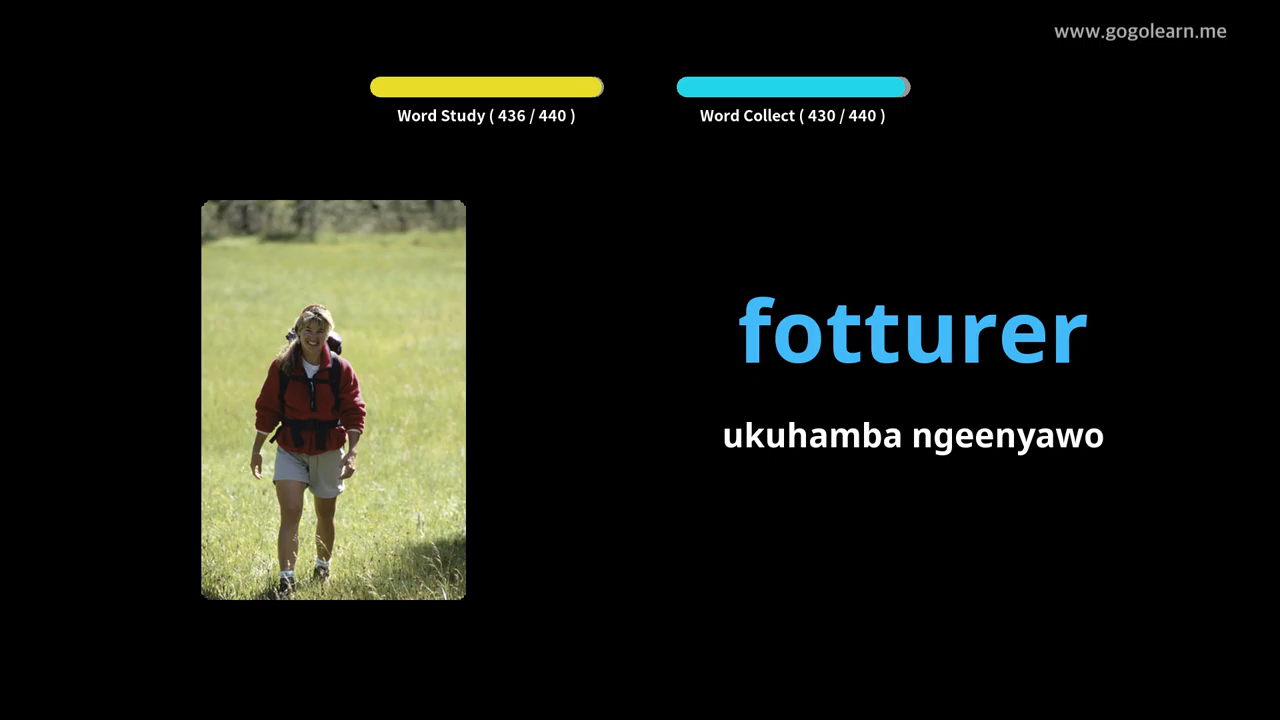 www.gogolearn.me
Word Study ( 436 / 440 )
Word Collect ( 430 / 440 )
fotturer
ukuhamba ngeenyawo